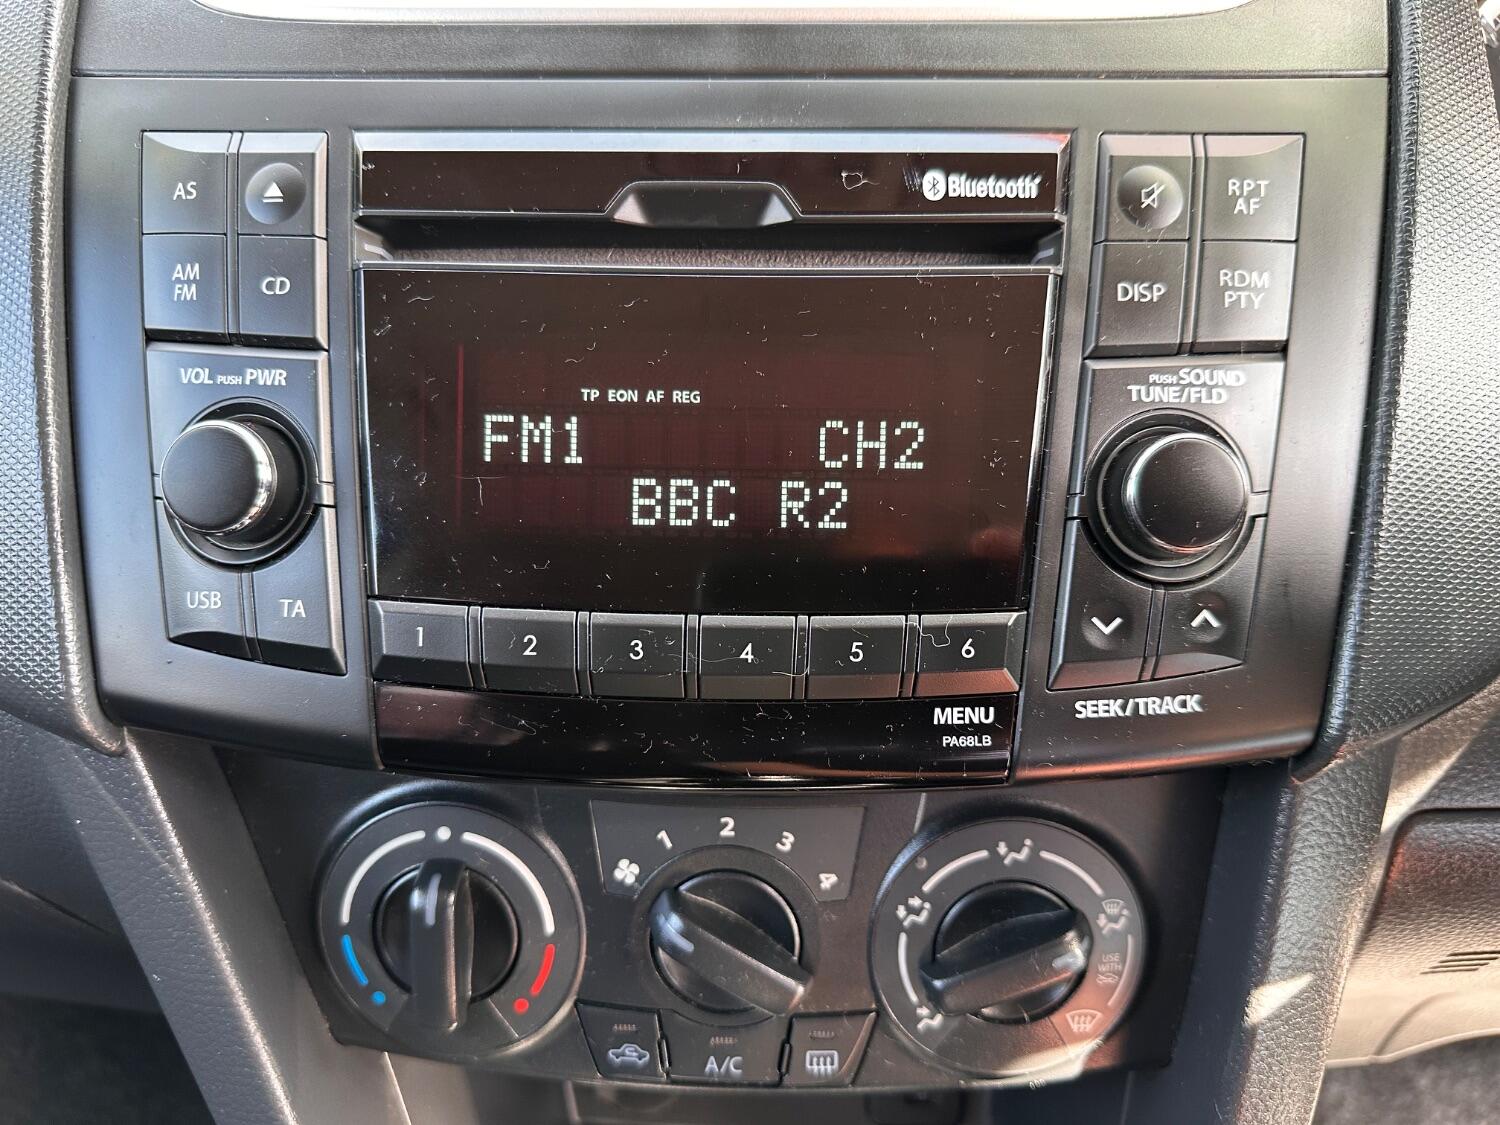 AS
Bluetooth
RPT
AF
AM
FM
CD
DISP
RDM
PTY
VOL PUSH PWR
PUSH SOUND
TUNE/FLD
TP EON AF REG
FM1 CH2
BBC R2
USB
TA
1 2 3 4 5 6
MENU
PA68LB
SEEK/TRACK
1 2 3 4
USE
WITH
A/C